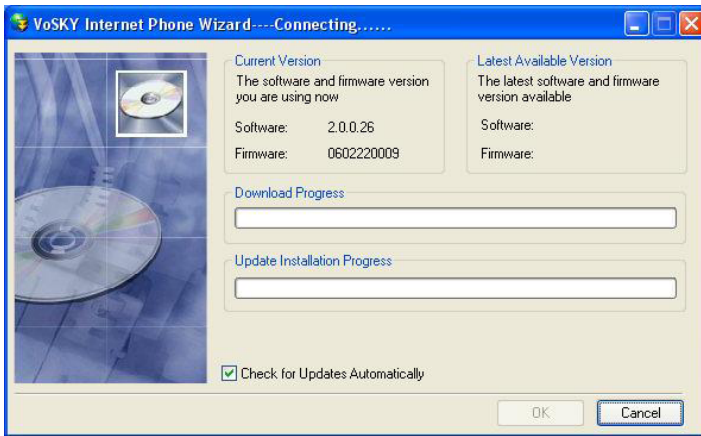 VoSKY Internet Phone Wizard----Connecting......
Current Version
The software and firmware version
you are using now
Software: 2.0.0.26
Firmware: 0602220009
Latest Available Version
The latest software and firmware
version available
Software:
Firmware:
Download Progress
Update Installation Progress
Check for Updates Automatically
OK
Cancel